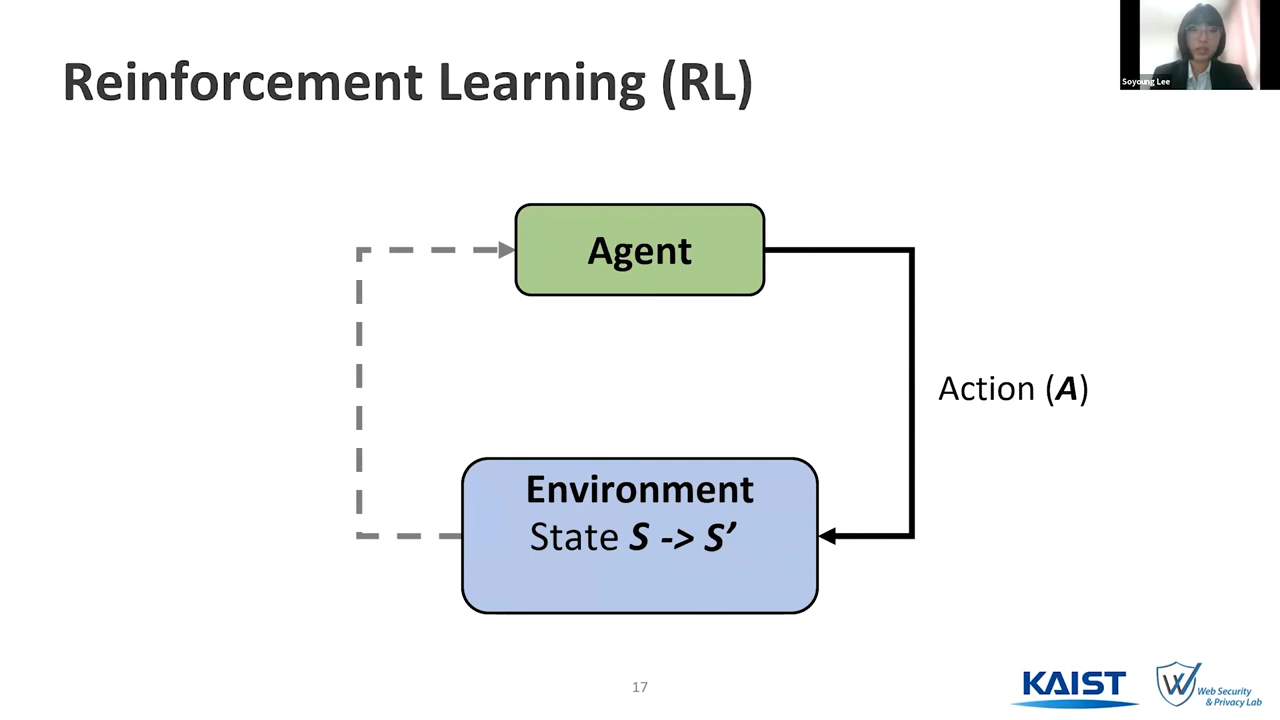 Reinforcement Learning (RL)
Soyoung Lee
Agent
Action (A)
Environment
State S -> S’
17
KAIST
W
Web Security
& Privacy Lab